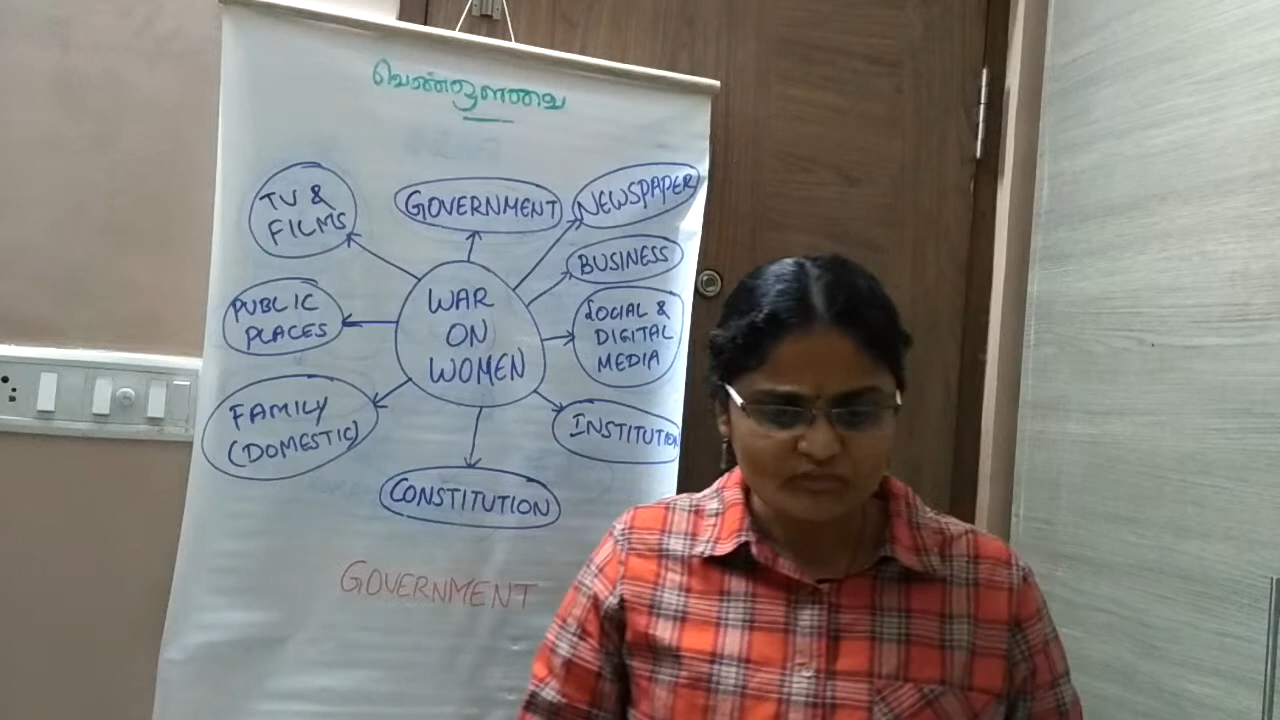 TV &
FILMS
GOVERNMENT
NEWSPAPER
BUSINESS
PUBLIC
PLACES
WAR
ON
WOMEN
SOCIAL &
DIGITAL
MEDIA
FAMILY
(DOMESTIC)
INSTITUTION
CONSTITUTION
GOVERNMENT